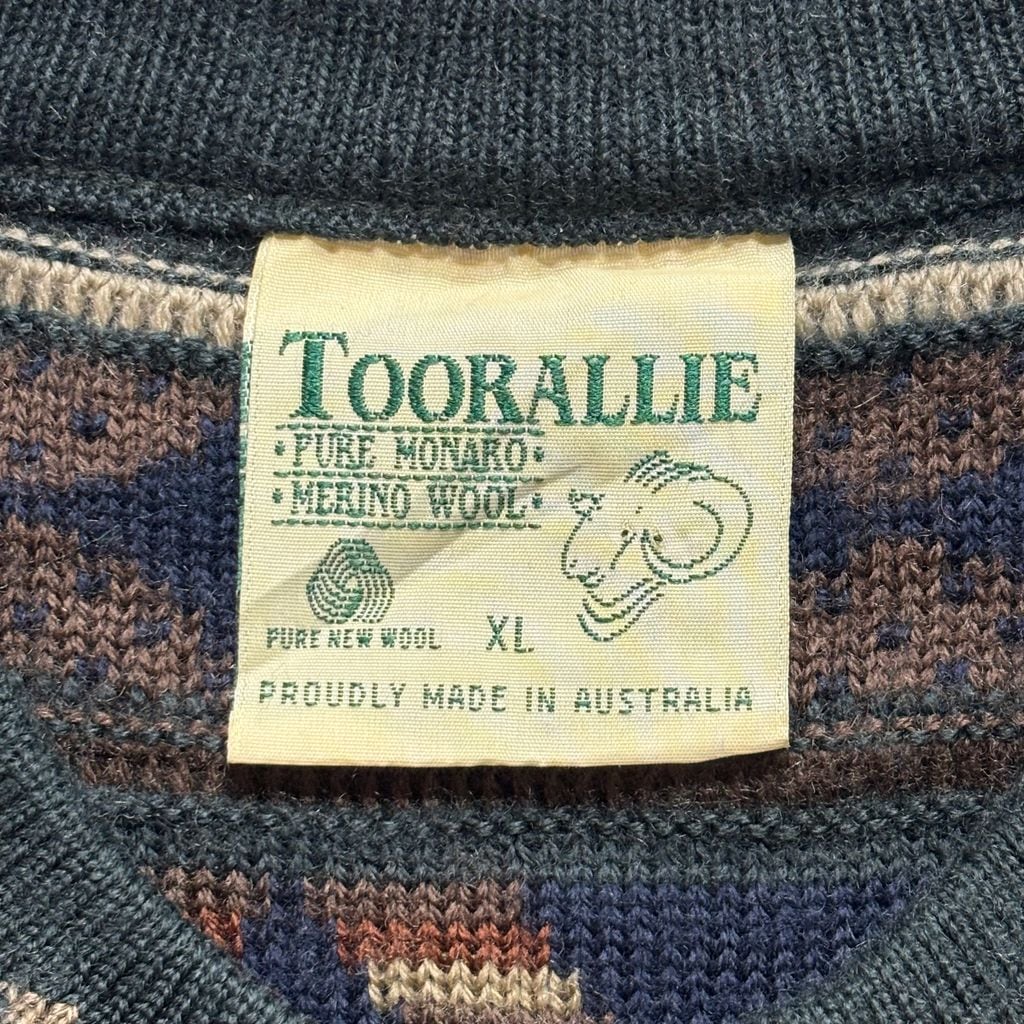 TOORALLIE
• PURE MONARO •
• MERINO WOOL •
PURE NEW WOOL
XL
PROUDLY MADE IN AUSTRALIA